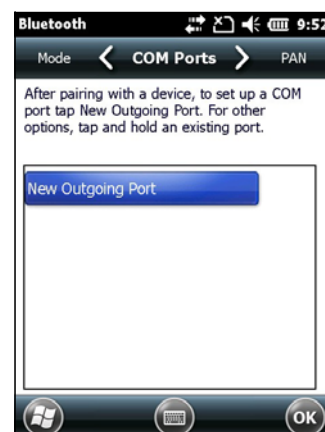 Bluetooth 9:52
Mode COM Ports PAN
After pairing with a device, to set up a COM
port tap New Outgoing Port. For other
options, tap and hold an existing port.
New Outgoing Port
OK